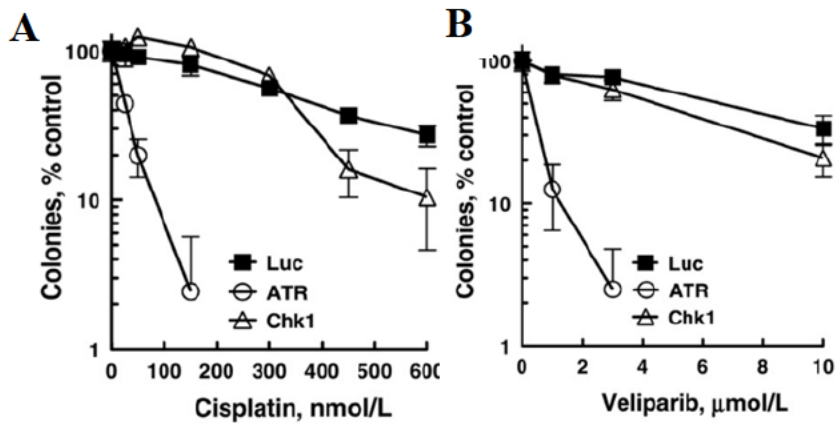 A
Colonies, % control
100
10
1
Luc
ATR
Chk1
0 100 200 300 400 500 600
Cisplatin, nmol/L
B
Colonies, % control
100
10
1
Luc
ATR
Chk1
0 2 4 6 8 10
Veliparib, μmol/L